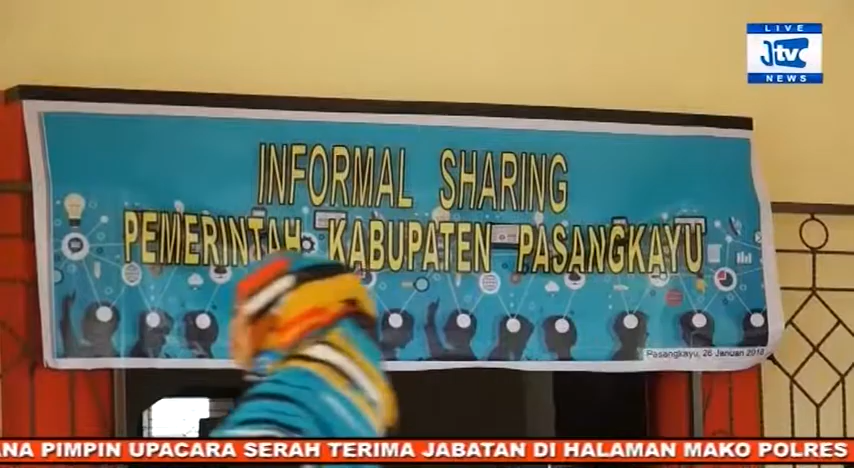 LIVE
Jtv
NEWS
INFORMAL SHARING
PEMERINTAH KABUPATEN PASANGKAYU
Pasangkayu, 26 Januari 2018
ANA PIMPIN UPACARA SERAH TERIMA JABATAN DI HALAMAN MAKO POLRES